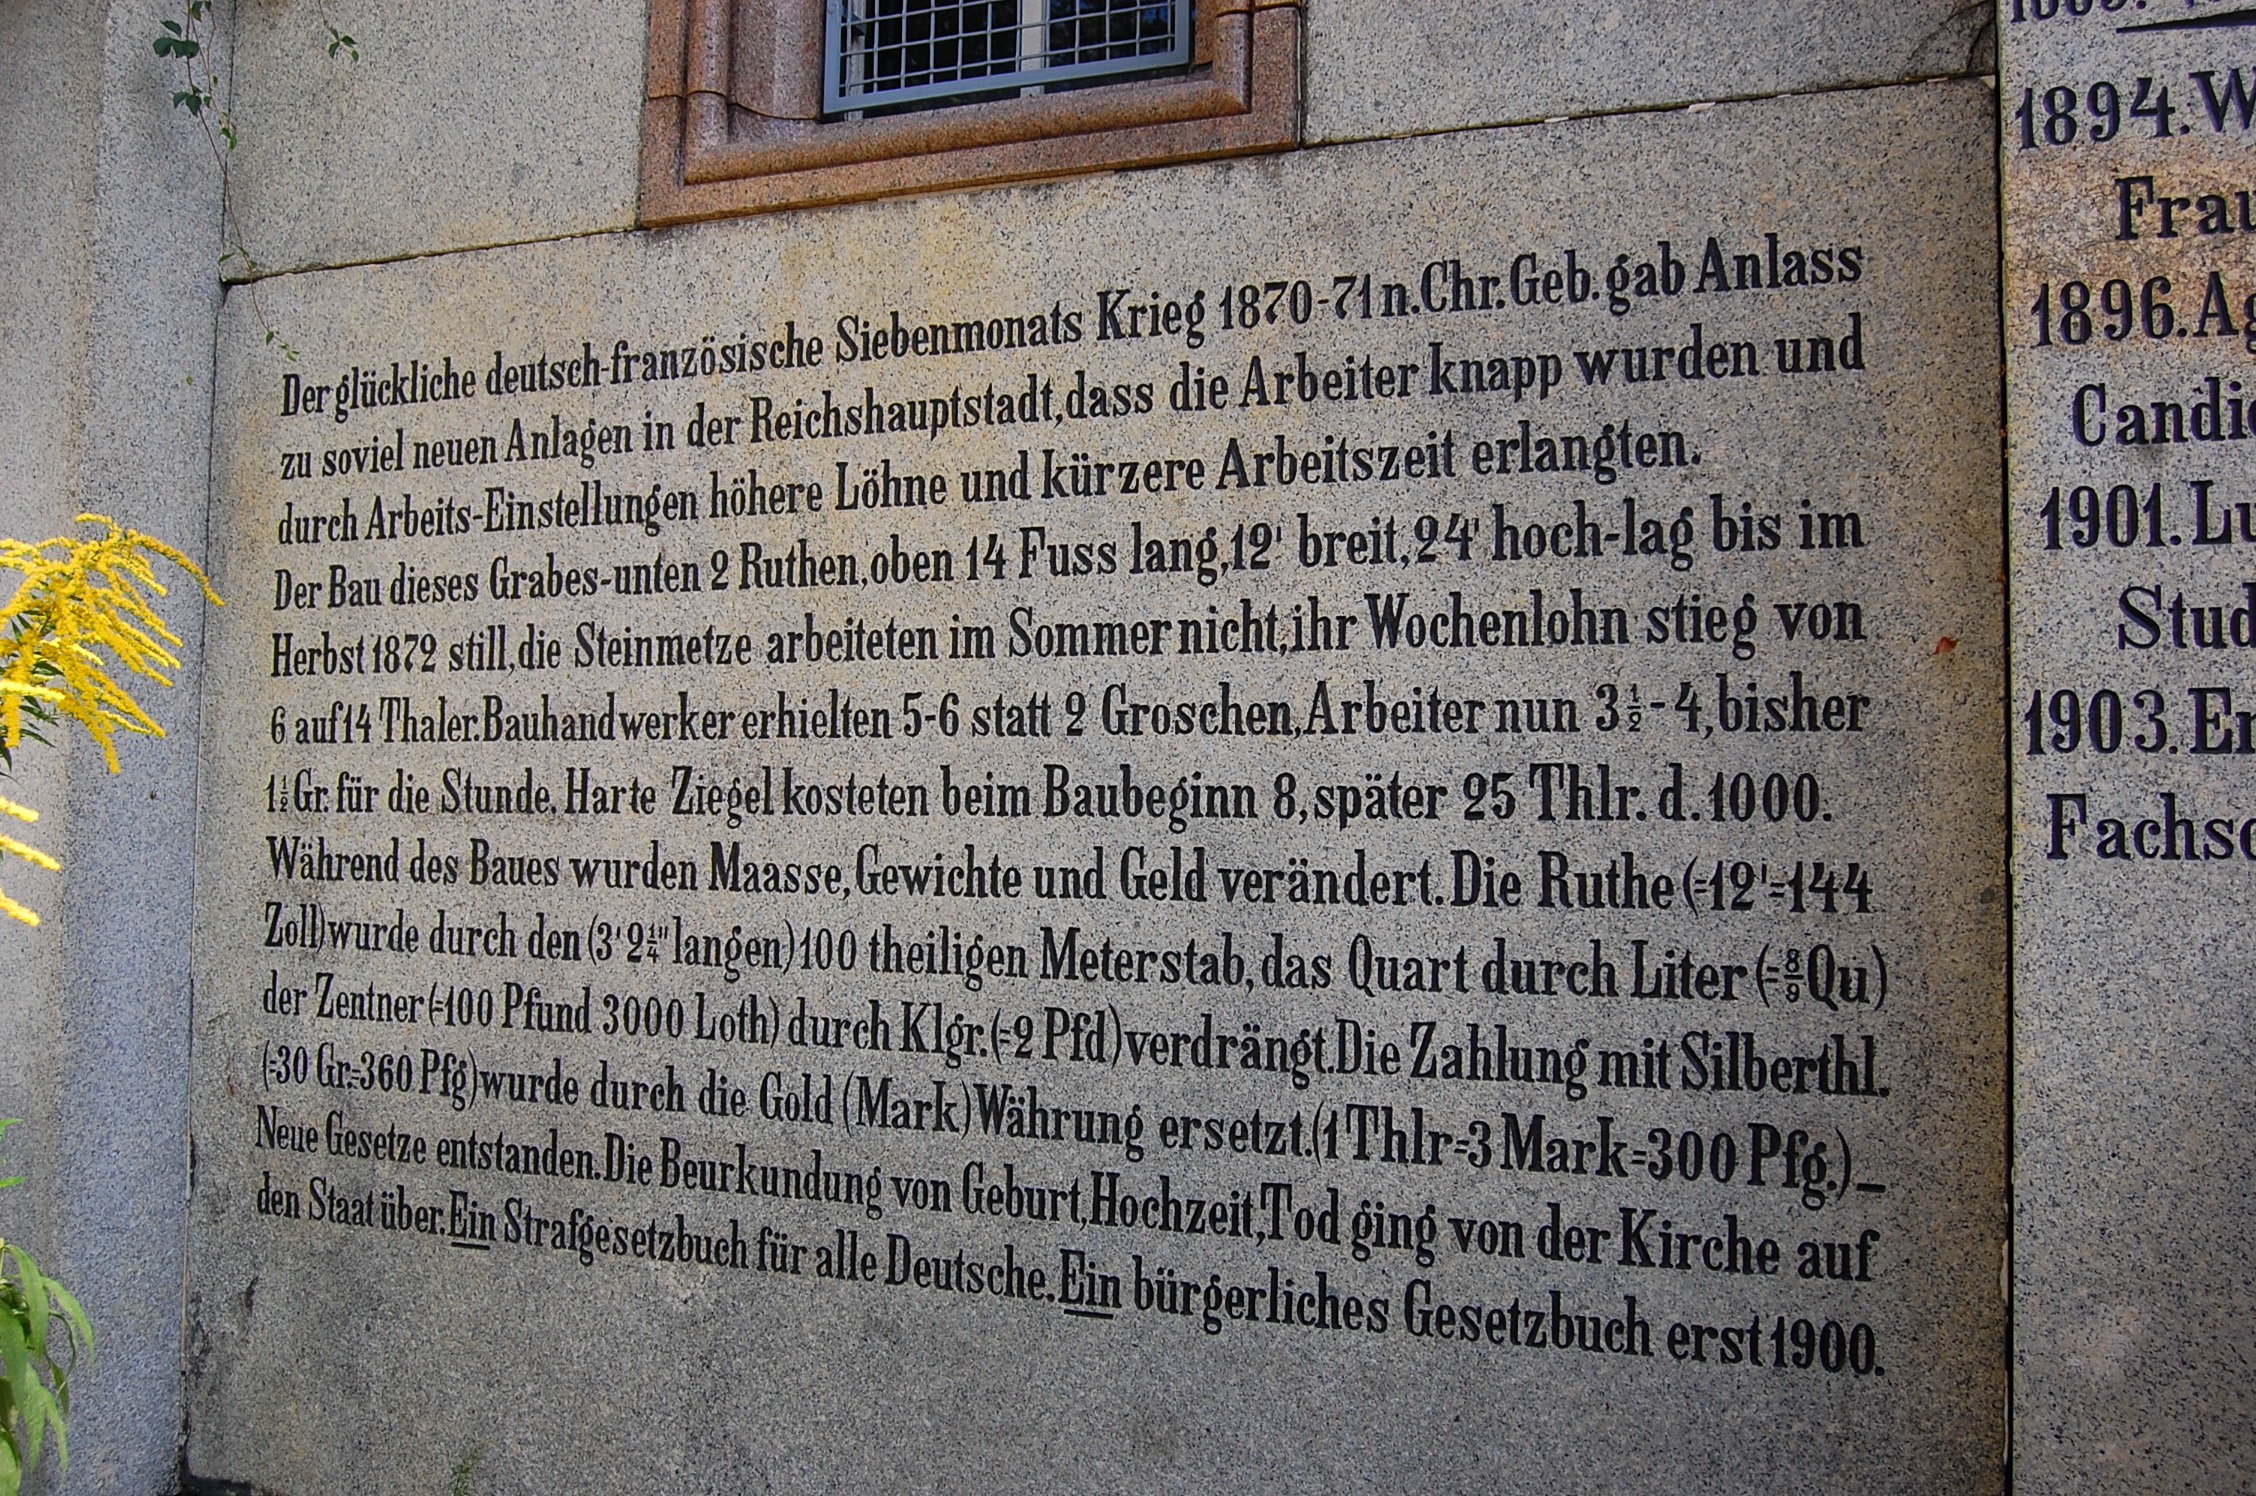 Der glückliche deutsch-französische Siebenmonats Krieg 1870-71 n.Chr.Geb. gab Anlass
zu soviel neuen Anlagen in der Reichshauptstadt, dass die Arbeiter knapp wurden und
durch Arbeits-Einstellungen höhere Löhne und kürzere Arbeitszeit erlangten.
Der Bau dieses Grabes-unten 2 Ruthen, oben 14 Fuss lang, 12' breit, 24' hoch-lag bis im
Herbst 1872 still, die Steinmetze arbeiteten im Sommer nicht, ihr Wochenlohn stieg von
6 auf 14 Thaler. Bauhandwerker erhielten 5-6 statt 2 Groschen, Arbeiter nun 3½-4, bisher
1½ Gr. für die Stunde. Harte Ziegel kosteten beim Baubeginn 8, später 25 Thlr. d. 1000.
Während des Baues wurden Maasse, Gewichte und Geld verändert. Die Ruthe (=12'=144
Zoll) wurde durch den (3'2¼" langen) 100 theiligen Meterstab, das Quart durch Liter (=8/9 Qu)
der Zentner (=100 Pfund 3000 Loth) durch Klgr. (=2 Pfd) verdrängt. Die Zahlung mit Silberthl.
(=30 Gr.=360 Pfg) wurde durch die Gold (Mark) Währung ersetzt. (1 Thlr=3 Mark=300 Pfg.)_
Neue Gesetze entstanden. Die Beurkundung von Geburt, Hochzeit, Tod ging von der Kirche auf
den Staat über. Ein Strafgesetzbuch für alle Deutsche. Ein bürgerliches Gesetzbuch erst 1900.
1894. W
Frau
1896. Ag
Candid
1901. Lu
Stud
1903. Er
Fachsc